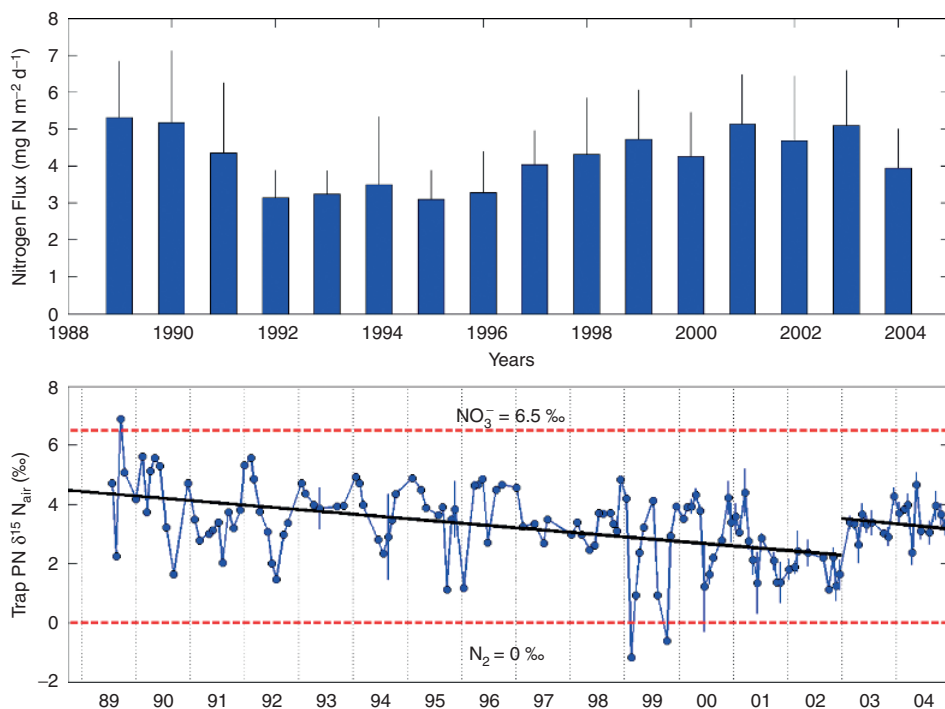 8
7
6
5
4
3
2
1
0
Nitrogen Flux (mg N m⁻² d⁻¹)
1988 1990 1992 1994 1996 1998 2000 2002 2004
Years
8
6
4
2
0
−2
Trap PN δ¹⁵ N_air (‰)
NO₃⁻ = 6.5 ‰
N₂ = 0 ‰
89 90 91 92 93 94 95 96 97 98 99 00 01 02 03 04